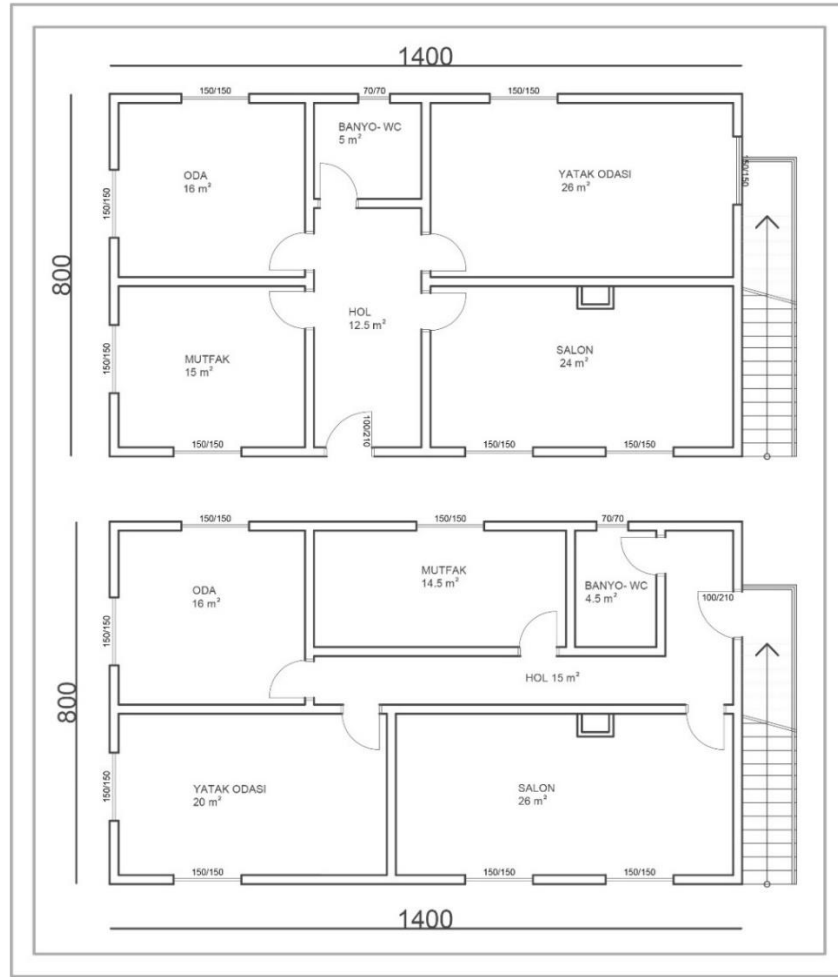 1400
150/150
70/70
150/150
BANYO- WC
5 m²
ODA
16 m²
YATAK ODASI
26 m²
150/150
150/150
800
HOL
12.5 m²
MUTFAK
15 m²
SALON
24 m²
150/150
100/210
150/150
150/150
150/150
150/150
150/150
70/70
MUTFAK
14.5 m²
ODA
16 m²
BANYO- WC
4.5 m²
100/210
150/150
HOL 15 m²
800
YATAK ODASI
20 m²
SALON
26 m²
150/150
150/150
150/150
150/150
1400